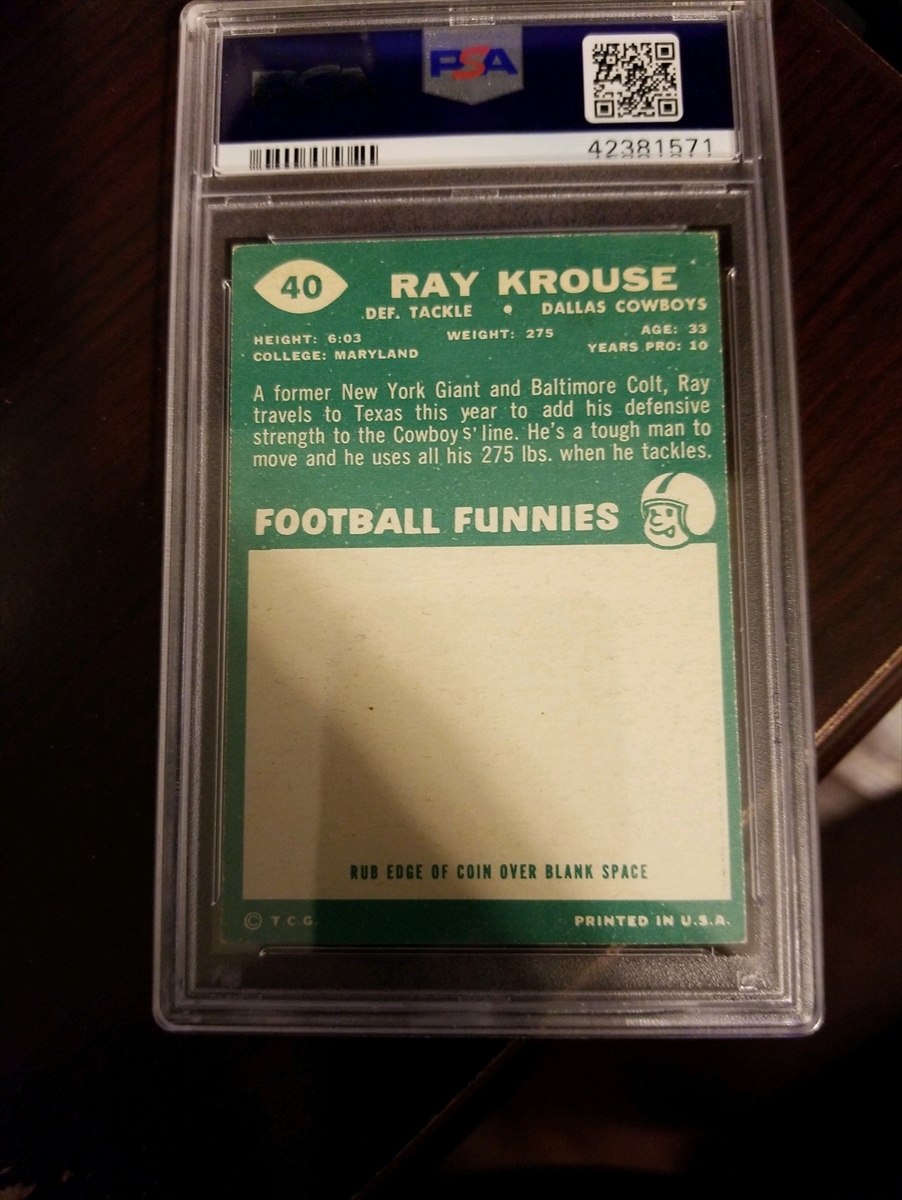 PSA
42381571
40 RAY KROUSE
DEF. TACKLE • DALLAS COWBOYS
HEIGHT: 6:03 WEIGHT: 275 AGE: 33
COLLEGE: MARYLAND YEARS PRO: 10
A former New York Giant and Baltimore Colt, Ray
travels to Texas this year to add his defensive
strength to the Cowboys' line. He's a tough man to
move and he uses all his 275 lbs. when he tackles.
FOOTBALL FUNNIES
RUB EDGE OF COIN OVER BLANK SPACE
© T.C.G. PRINTED IN U.S.A.